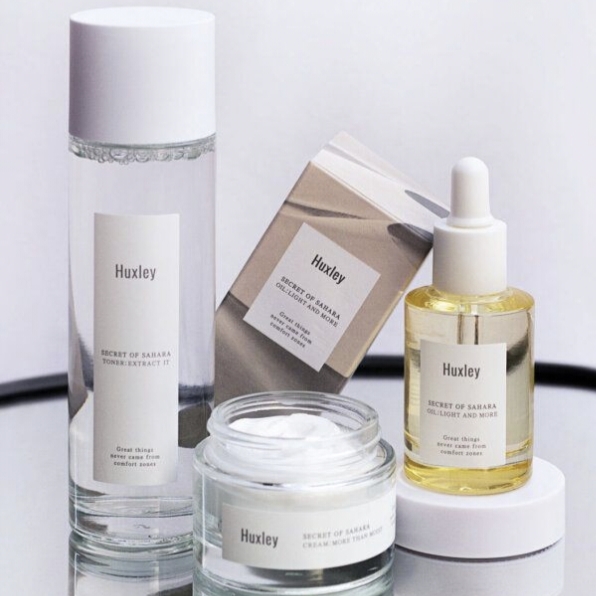 Huxley
SECRET OF SAHARA
TONER;EXTRACT IT
Great things
never came from
comfort zones
Huxley
SECRET OF SAHARA
OIL;LIGHT AND MORE
Great things
never came from
comfort zones
Huxley
SECRET OF SAHARA
OIL;LIGHT AND MORE
Great things
never came from
comfort zones
Huxley
SECRET OF SAHARA
CREAM;MORE THAN MOIST